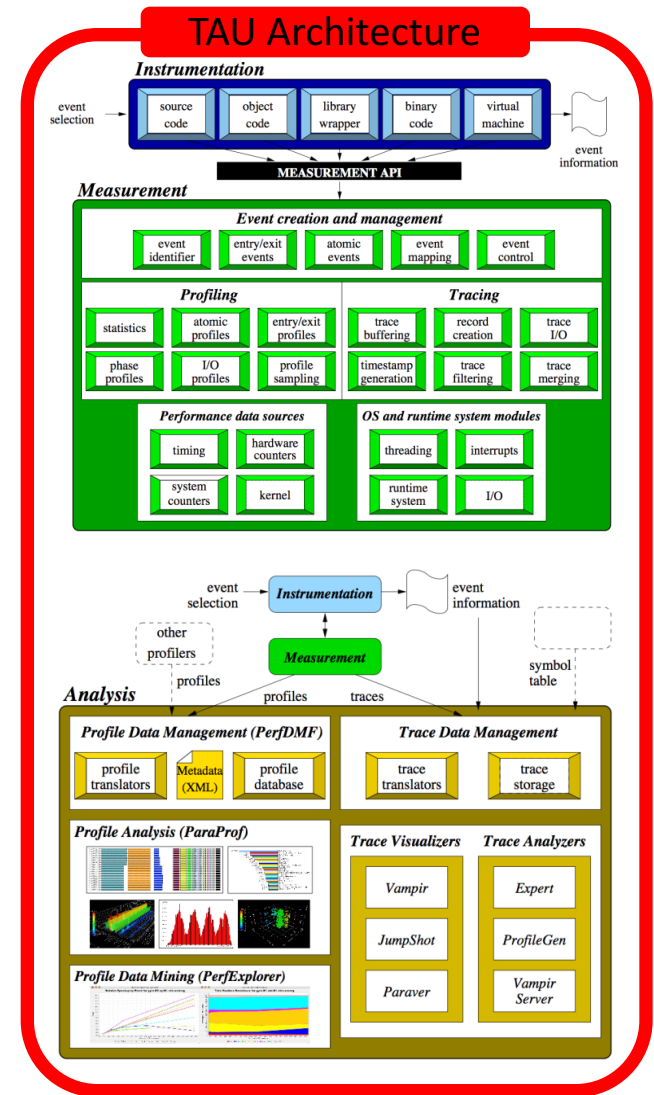 TAU Architecture
Instrumentation
event
selection
source
code
object
code
library
wrapper
binary
code
virtual
machine
event
information
MEASUREMENT API
Measurement
Event creation and management
event
identifier
entry/exit
events
atomic
events
event
mapping
event
control
Profiling
statistics
atomic
profiles
entry/exit
profiles
phase
profiles
I/O
profiles
profile
sampling
Tracing
trace
buffering
record
creation
trace
I/O
timestamp
generation
trace
filtering
trace
merging
Performance data sources
timing
hardware
counters
system
counters
kernel
OS and runtime system modules
threading
interrupts
runtime
system
I/O
event
selection
Instrumentation
event
information
other
profilers
Measurement
symbol
table
profiles
profiles
traces
Analysis
Profile Data Management (PerfDMF)
profile
translators
Metadata
(XML)
profile
database
Trace Data Management
trace
translators
trace
storage
Profile Analysis (ParaProf)
Profile Data Mining (PerfExplorer)
Trace Visualizers
Vampir
JumpShot
Paraver
Trace Analyzers
Expert
ProfileGen
Vampir
Server